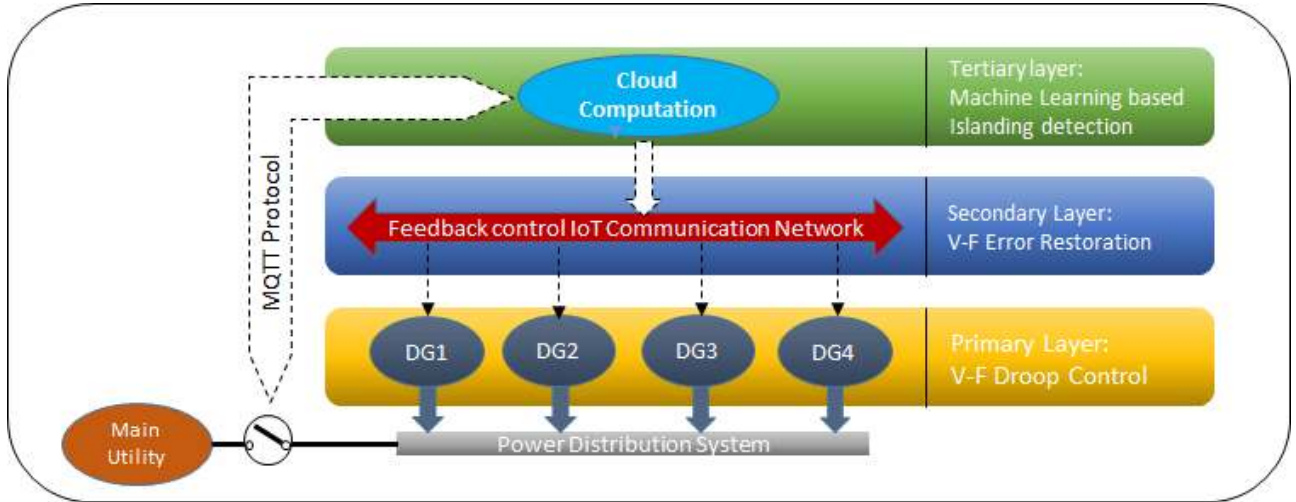 Cloud
Computation
Tertiary layer:
Machine Learning based
Islanding detection
MQTT Protocol
Feedback control IoT Communication Network
Secondary Layer:
V-F Error Restoration
DG1
DG2
DG3
DG4
Primary Layer:
V-F Droop Control
Main
Utility
Power Distribution System